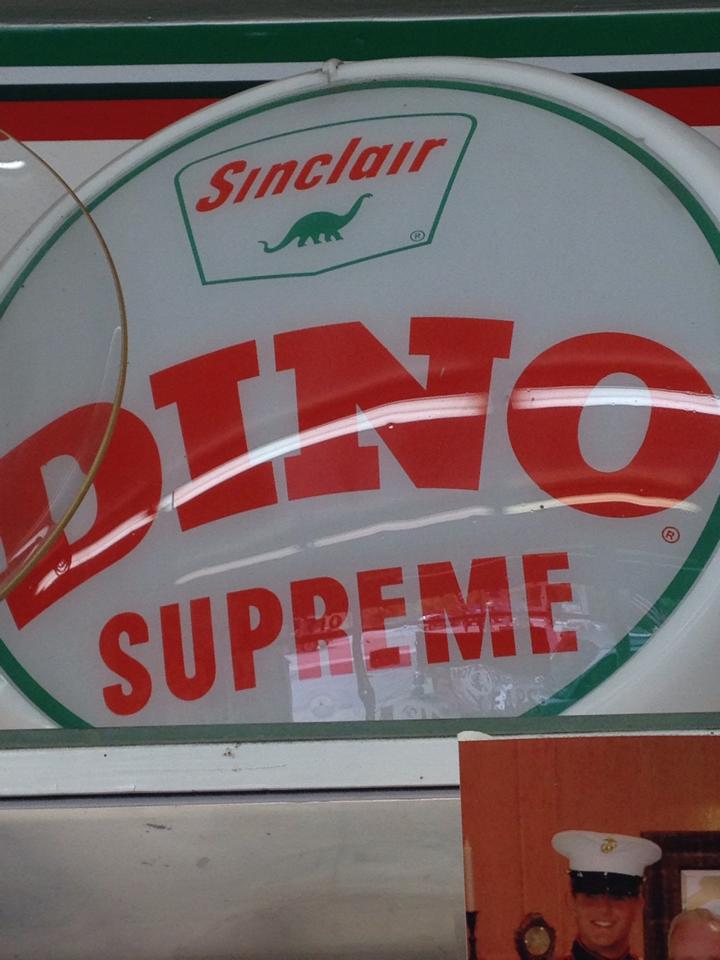 Sinclair
®
DINO
®
SUPREME